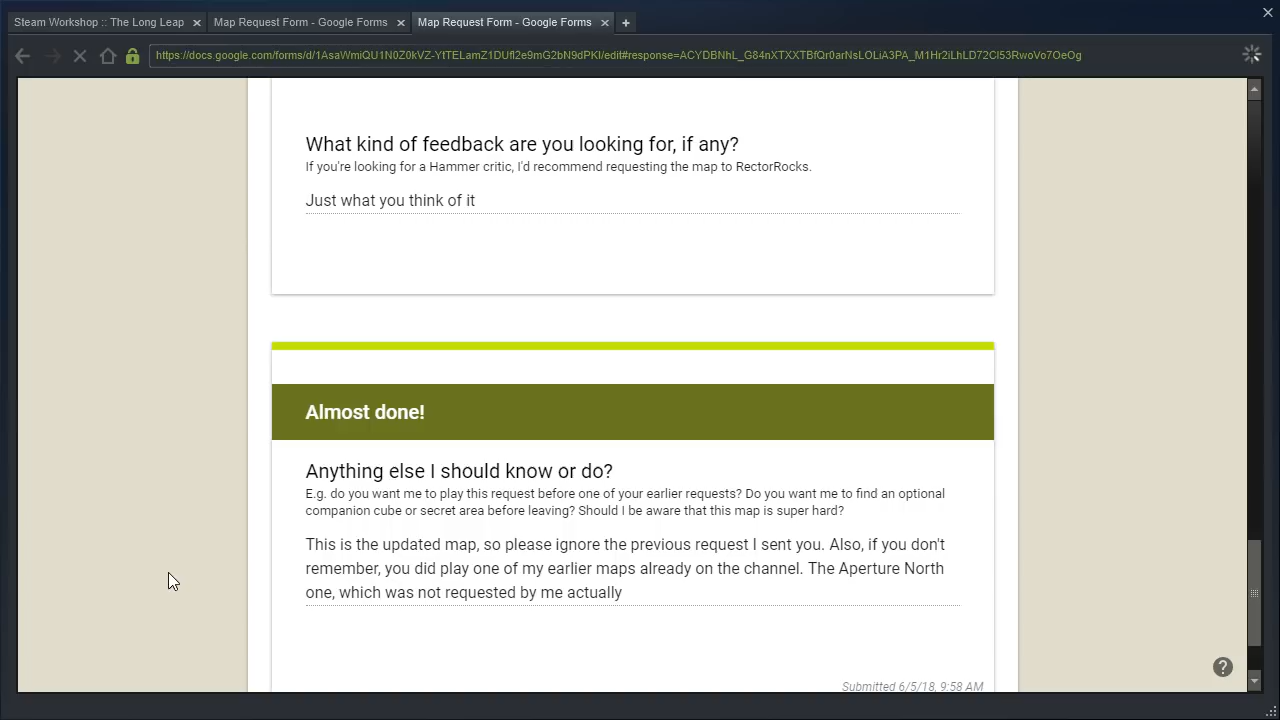 Steam Workshop :: The Long Leap
Map Request Form - Google Forms
Map Request Form - Google Forms
https://docs.google.com/forms/d/1AsaWmiQU1N0Z0kVZ-YtTELamZ1DUfl2e9mG2bN9dPKI/edit#response=ACYDBNhL_G84nXTXXTBfQr0arNsLOLiA3PA_M1Hr2iLhLD72Cl53RwoVo7OeOg
What kind of feedback are you looking for, if any?
If you're looking for a Hammer critic, I'd recommend requesting the map to RectorRocks.
Just what you think of it
Almost done!
Anything else I should know or do?
E.g. do you want me to play this request before one of your earlier requests? Do you want me to find an optional
companion cube or secret area before leaving? Should I be aware that this map is super hard?
This is the updated map, so please ignore the previous request I sent you. Also, if you don't
remember, you did play one of my earlier maps already on the channel. The Aperture North
one, which was not requested by me actually
Submitted 6/5/18, 9:58 AM